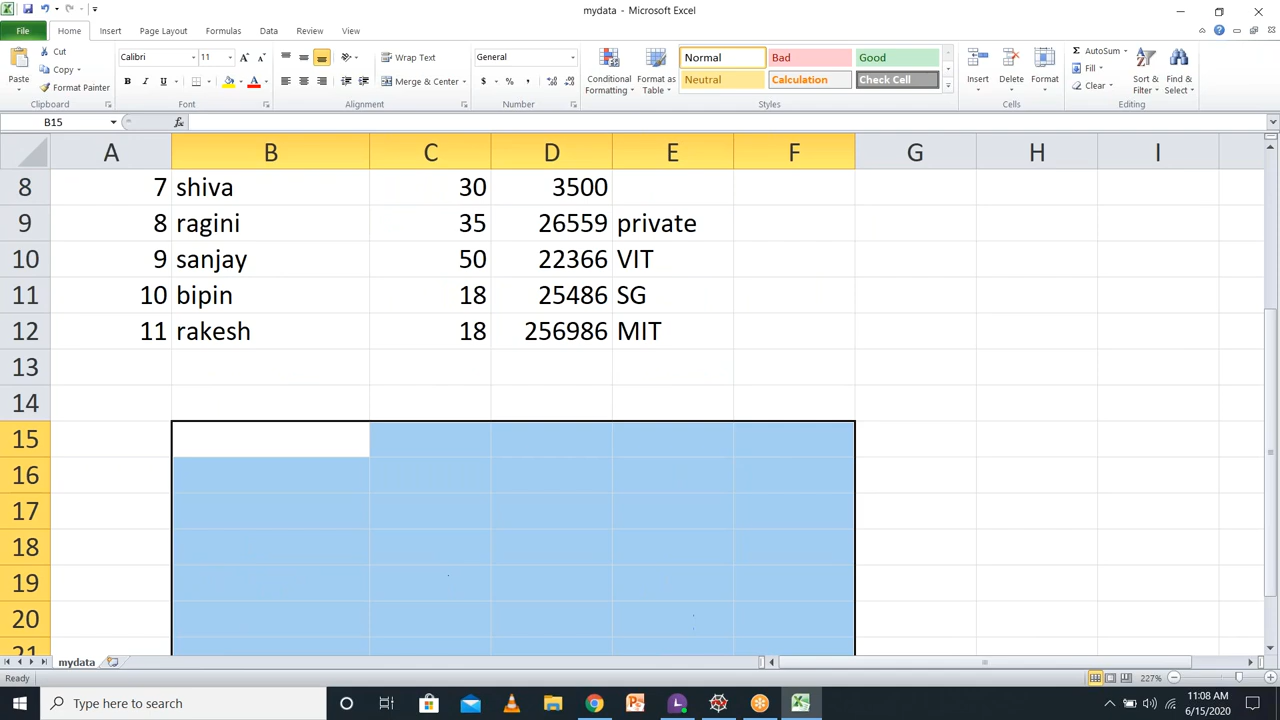 mydata - Microsoft Excel
File Home Insert Page Layout Formulas Data Review View
Paste Cut Copy Format Painter Clipboard
Calibri 11 B I U A A A Font
Wrap Text Merge & Center Alignment
General $ % , .0 .00 .00 .0 Number
Conditional Formatting Format as Table Normal Bad Good Neutral Calculation Check Cell Styles
Insert Delete Format Cells
Σ AutoSum Fill Clear Sort & Filter Find & Select Editing
B15 fx
A B C D E F G H I
8 7 shiva 30 3500
9 8 ragini 35 26559 private
10 9 sanjay 50 22366 VIT
11 10 bipin 18 25486 SG
12 11 rakesh 18 256986 MIT
13
14
15
16
17
18
19
20
21
mydata
Ready 227%
Type here to search 11:08 AM
6/15/2020